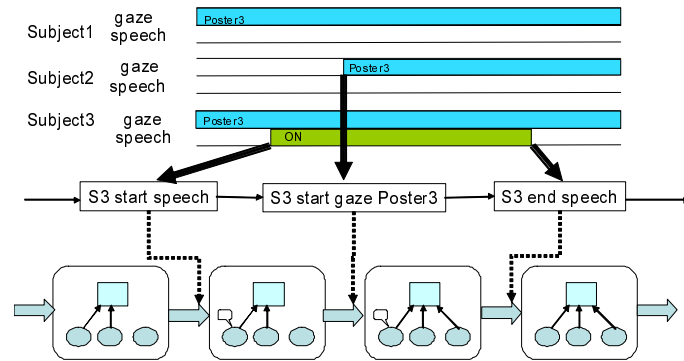 gaze
Poster3
Subject1
speech
gaze
Poster3
Subject2
speech
gaze
Poster3
Subject3
speech
ON
S3 start speech
S3 start gaze Poster3
S3 end speech